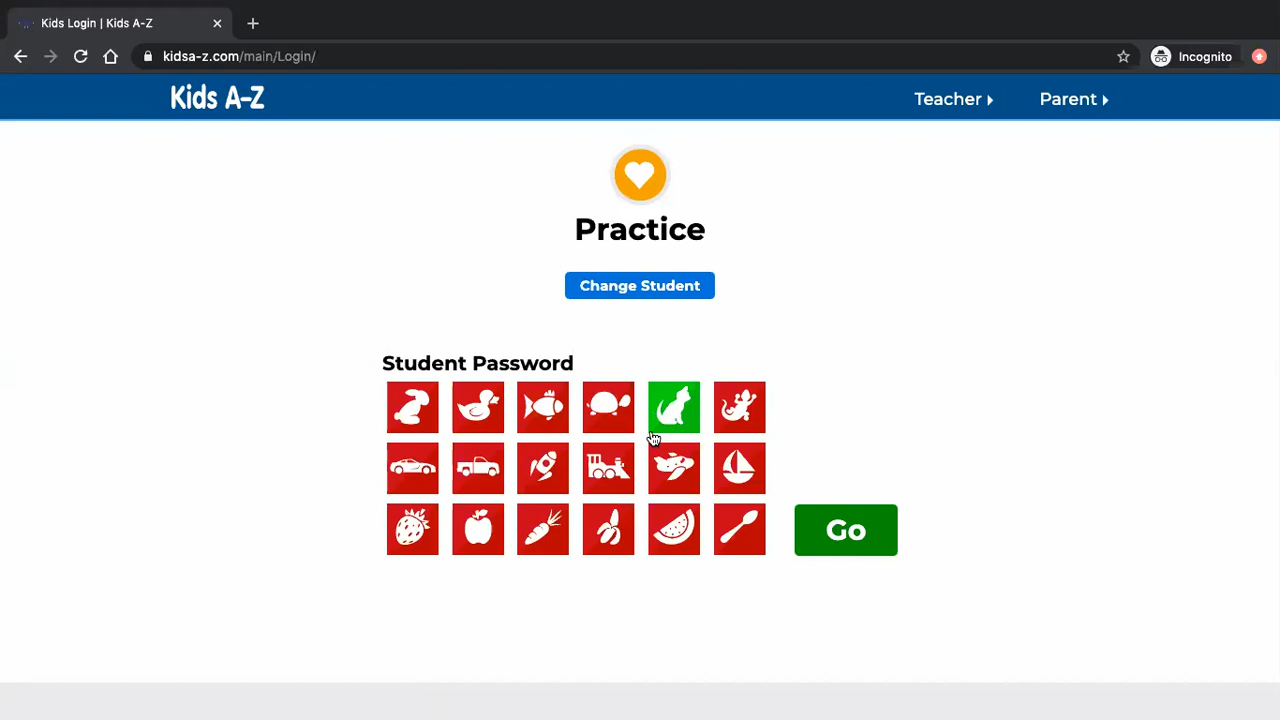 Kids Login | Kids A-Z
kidsa-z.com/main/Login/
Incognito
Kids A-Z
Teacher
Parent
Practice
Change Student
Student Password
Go